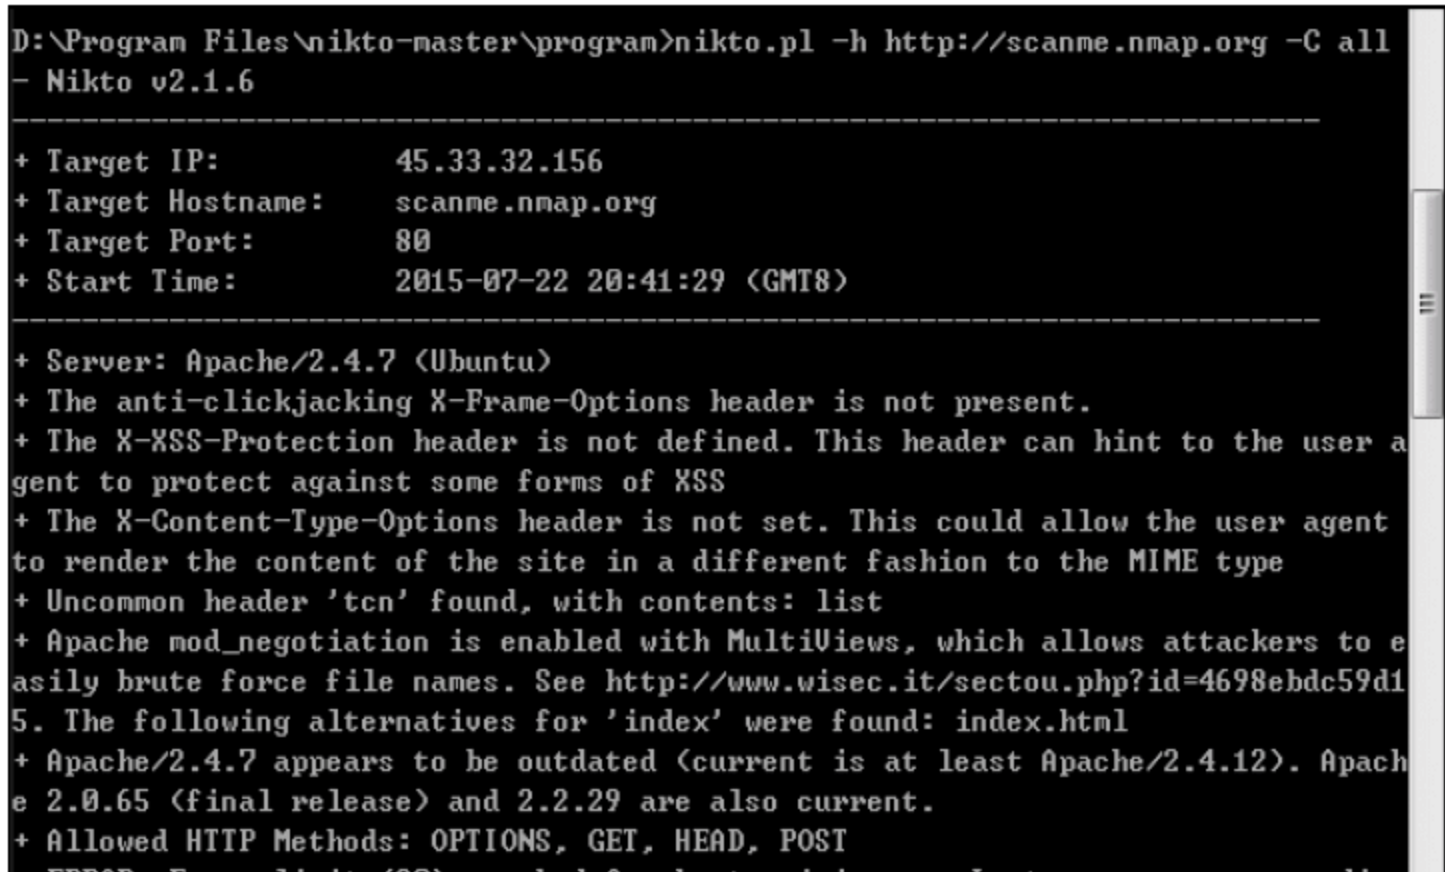 D:\Program Files\nikto-master\program>nikto.pl -h http://scanme.nmap.org -C all
- Nikto v2.1.6
---------------------------------------------------------------------------
+ Target IP:          45.33.32.156
+ Target Hostname:    scanme.nmap.org
+ Target Port:        80
+ Start Time:         2015-07-22 20:41:29 (GMT8)
---------------------------------------------------------------------------
+ Server: Apache/2.4.7 (Ubuntu)
+ The anti-clickjacking X-Frame-Options header is not present.
+ The X-XSS-Protection header is not defined. This header can hint to the user a
gent to protect against some forms of XSS
+ The X-Content-Type-Options header is not set. This could allow the user agent
to render the content of the site in a different fashion to the MIME type
+ Uncommon header 'tcn' found, with contents: list
+ Apache mod_negotiation is enabled with MultiViews, which allows attackers to e
asily brute force file names. See http://www.wisec.it/sectou.php?id=4698ebdc59d1
5. The following alternatives for 'index' were found: index.html
+ Apache/2.4.7 appears to be outdated (current is at least Apache/2.4.12). Apach
e 2.0.65 (final release) and 2.2.29 are also current.
+ Allowed HTTP Methods: OPTIONS, GET, HEAD, POST